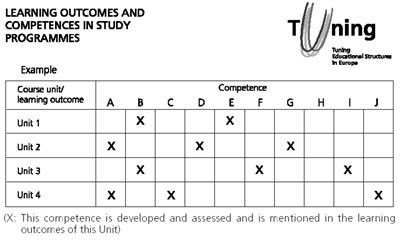 LEARNING OUTCOMES AND
COMPETENCES IN STUDY
PROGRAMMES
Tuning
Tuning
Educational Structures
in Europe
Example
Course unit/
learning outcome
Competence
A B C D E F G H I J
Unit 1 X X
Unit 2 X X X
Unit 3 X X X
Unit 4 X X X
(X: This competence is developed and assessed and is mentioned in the learning
outcomes of this Unit)